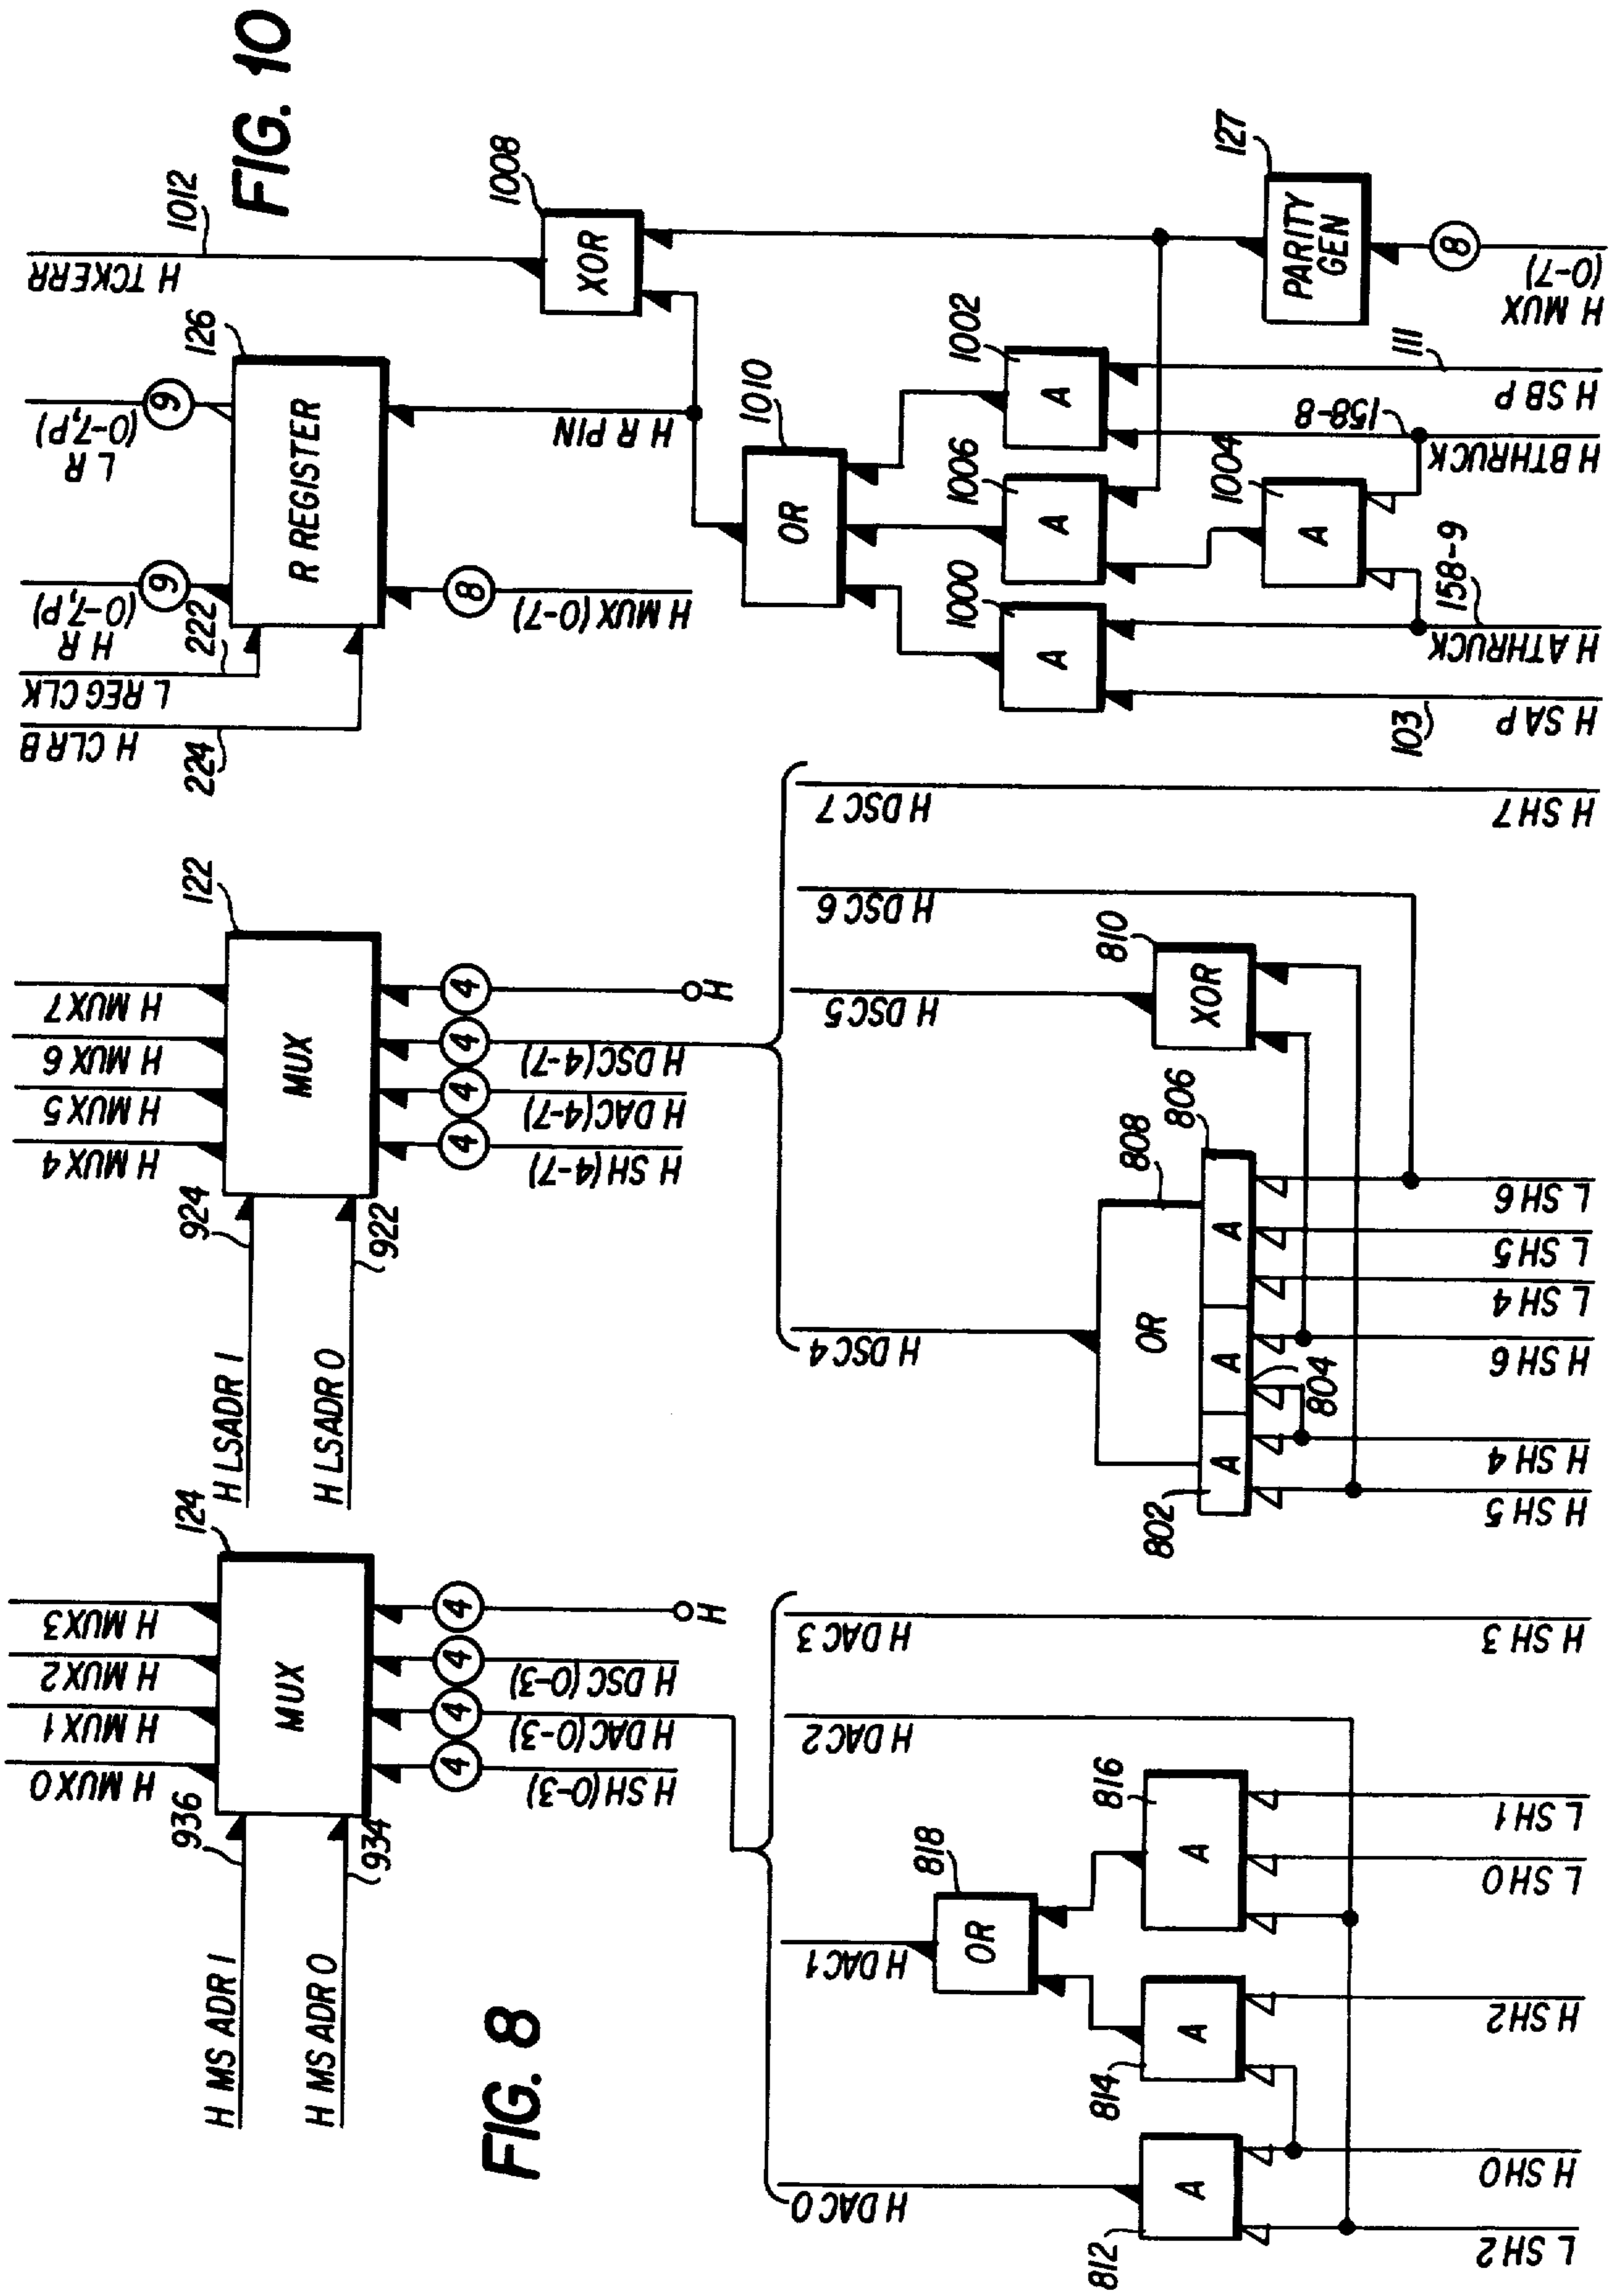 FIG. 10
H TCKERR
1012
1008
XOR
126
L R
(0-7,P)
9
H R
(0-7,P)
9
R REGISTER
L REG CLK
222
H CLR B
224
H R PIN
8
H MUX (0-7)
1010
OR
1002
A
1006
A
1000
A
1004
A
127
PARITY
GEN
8
H MUX
(0-7)
111
H SB P
158-8
H BTHRUCK
158-9
H ATHRUCK
103
H SA P
122
H MUX 4
H MUX 5
H MUX 6
H MUX 7
MUX
924
922
H LSADR 1
H LSADR 0
4
4
4
4
H SH (4-7)
H DAC(4-7)
H DSC(4-7)
H
H DSC 4
H DSC 5
H DSC 6
H DSC 7
808
OR
806
A
A
A
802
804
810
XOR
H SH 5
H SH 4
H SH 6
L SH 4
L SH 5
L SH 6
H SH 7
FIG. 8
124
H MUX 0
H MUX 1
H MUX 2
H MUX 3
MUX
936
934
H MS ADR 1
H MS ADR 0
4
4
4
4
H SH (0-3)
H DAC (0-3)
H DSC (0-3)
H
H DAC 0
H DAC 1
H DAC 2
H DAC 3
818
OR
812
A
814
A
816
A
L SH 2
H SH 0
H SH 2
L SH 0
L SH 1
H SH 3